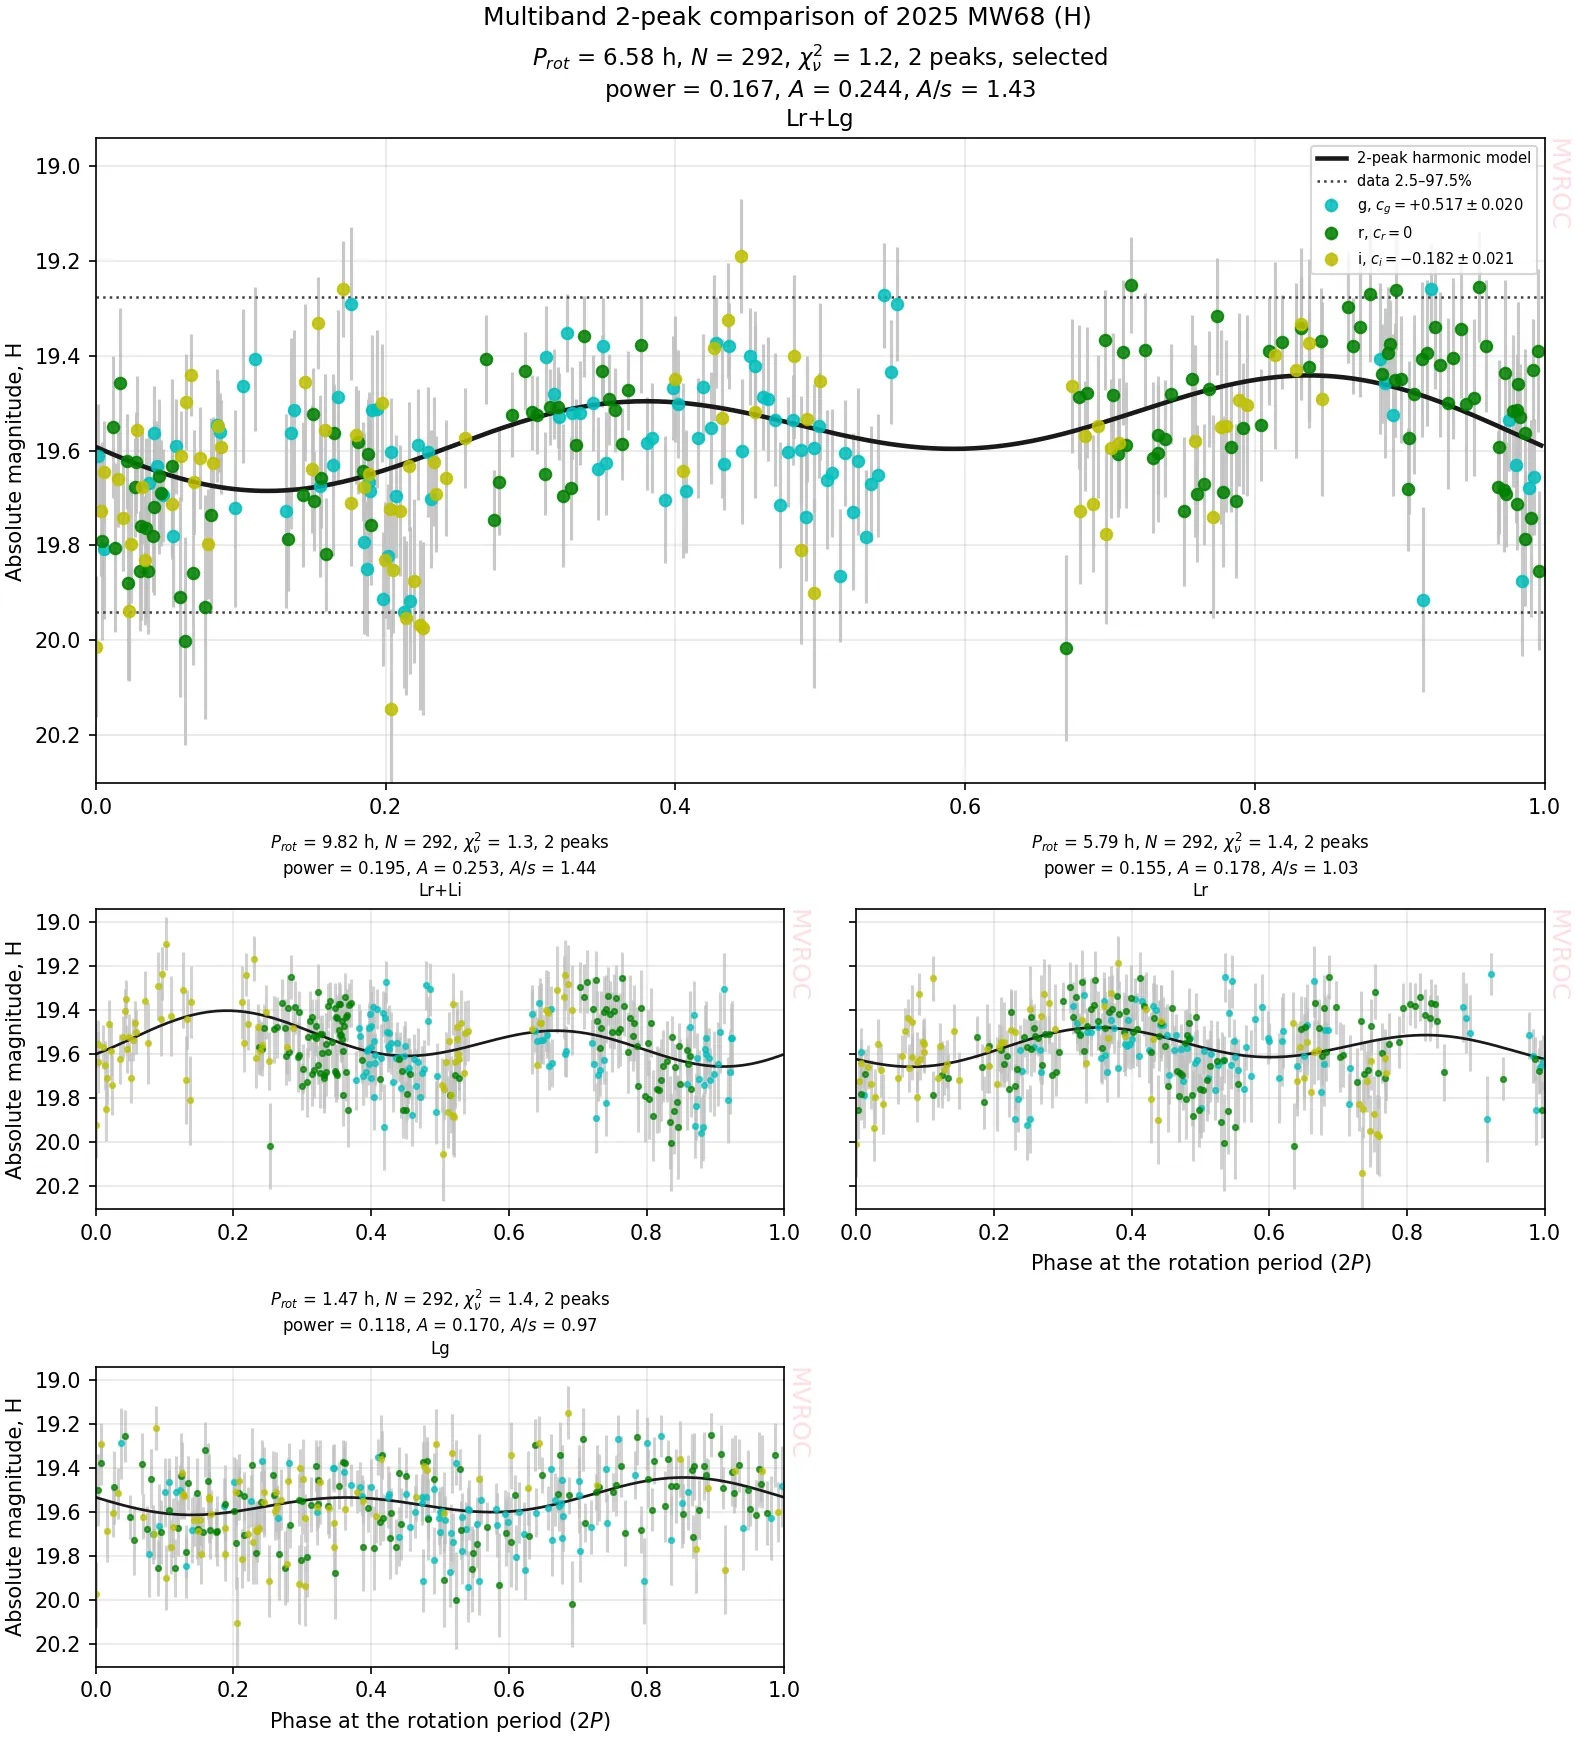 Multiband 2-peak comparison of 2025 MW68 (H)
P_rot = 6.58 h, N = 292, χ²_ν = 1.2, 2 peaks, selected
power = 0.167, A = 0.244, A/s = 1.43
Lr+Lg
2-peak harmonic model
data 2.5–97.5%
g, c_g = +0.517 ± 0.020
r, c_r = 0
i, c_i = −0.182 ± 0.021
MVROC
Absolute magnitude, H
19.0
19.2
19.4
19.6
19.8
20.0
20.2
0.0 0.2 0.4 0.6 0.8 1.0
P_rot = 9.82 h, N = 292, χ²_ν = 1.3, 2 peaks
power = 0.195, A = 0.253, A/s = 1.44
Lr+Li
MVROC
Absolute magnitude, H
19.0
19.2
19.4
19.6
19.8
20.0
20.2
0.0 0.2 0.4 0.6 0.8 1.0
P_rot = 5.79 h, N = 292, χ²_ν = 1.4, 2 peaks
power = 0.155, A = 0.178, A/s = 1.03
Lr
MVROC
0.0 0.2 0.4 0.6 0.8 1.0
Phase at the rotation period (2P)
P_rot = 1.47 h, N = 292, χ²_ν = 1.4, 2 peaks
power = 0.118, A = 0.170, A/s = 0.97
Lg
MVROC
Absolute magnitude, H
19.0
19.2
19.4
19.6
19.8
20.0
20.2
0.0 0.2 0.4 0.6 0.8 1.0
Phase at the rotation period (2P)